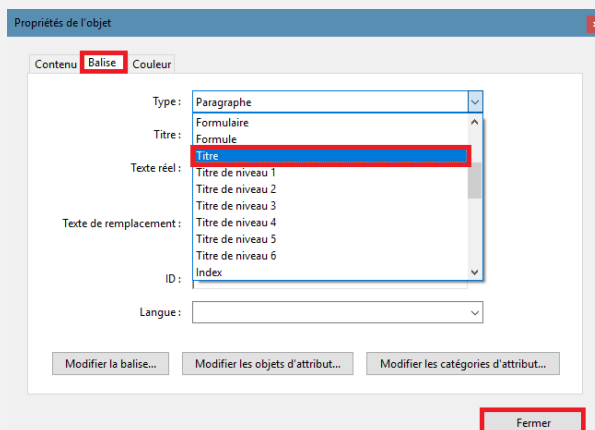 Propriétés de l'objet
Contenu Balise Couleur
Type : Paragraphe
Formulaire
Titre : Formule
Titre
Texte réel : Titre de niveau 1
Titre de niveau 2
Titre de niveau 3
Texte de remplacement : Titre de niveau 4
Titre de niveau 5
Titre de niveau 6
ID : Index
Langue :
Modifier la balise... Modifier les objets d'attribut... Modifier les catégories d'attribut...
Fermer